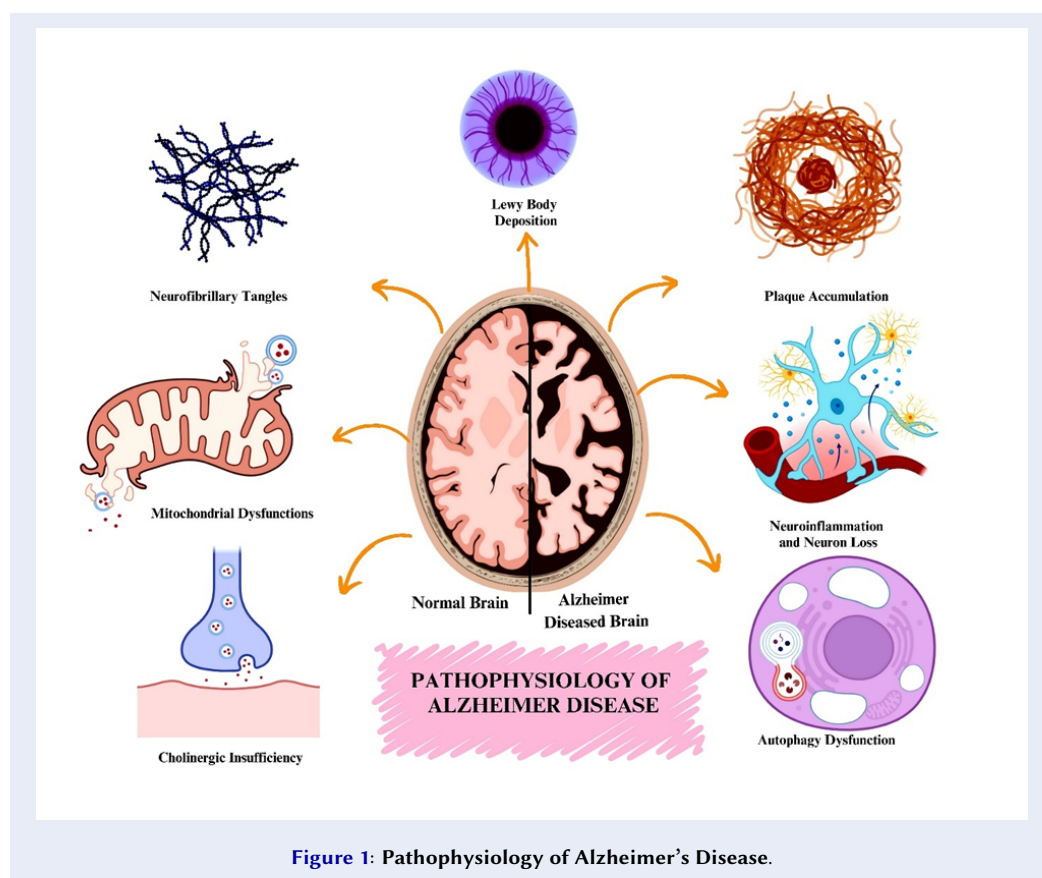 Lewy Body
Deposition
Neurofibrillary Tangles
Plaque Accumulation
Mitochondrial Dysfunctions
Neuroinflammation
and Neuron Loss
Normal Brain
Alzheimer
Diseased Brain
PATHOPHYSIOLOGY OF
ALZHEIMER DISEASE
Cholinergic Insufficiency
Autophagy Dysfunction
Figure 1: Pathophysiology of Alzheimer's Disease.